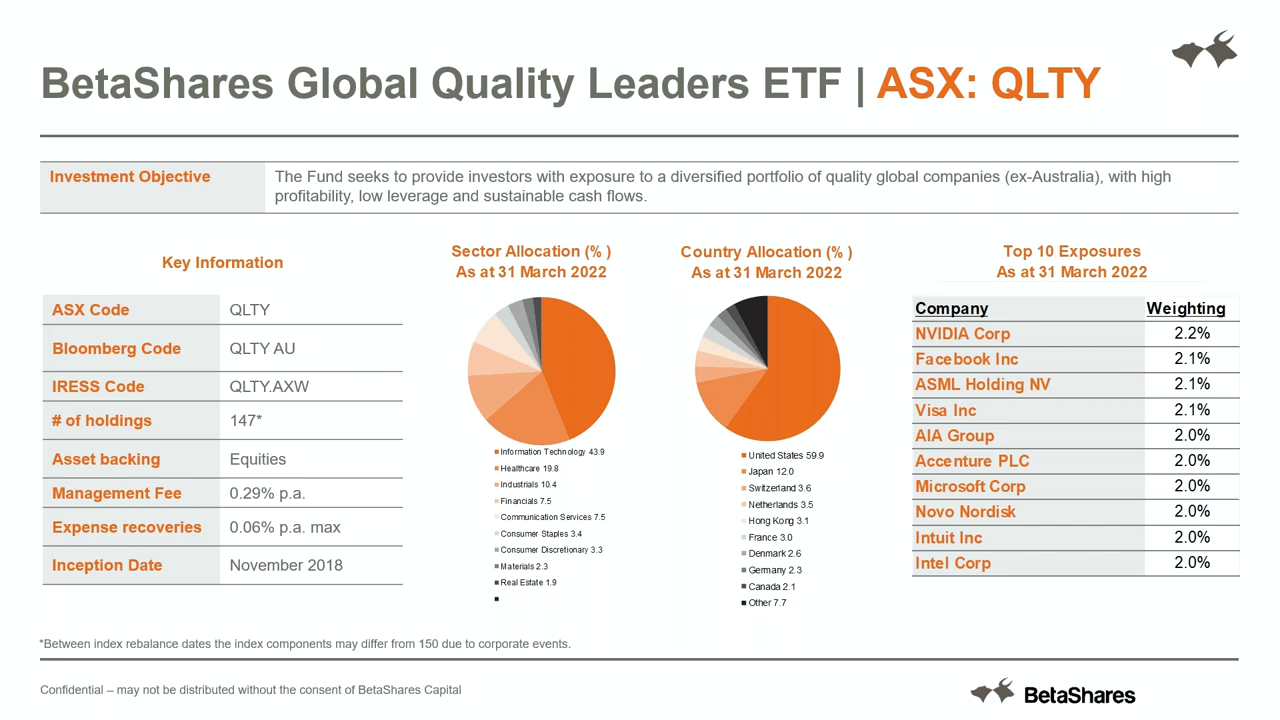 BetaShares Global Quality Leaders ETF | ASX: QLTY
Investment Objective
The Fund seeks to provide investors with exposure to a diversified portfolio of quality global companies (ex-Australia), with high
profitability, low leverage and sustainable cash flows.
Key Information
ASX Code QLTY
Bloomberg Code QLTY AU
IRESS Code QLTY.AXW
# of holdings 147*
Asset backing Equities
Management Fee 0.29% p.a.
Expense recoveries 0.06% p.a. max
Inception Date November 2018
Sector Allocation (% )
As at 31 March 2022
Information Technology 43.9
Healthcare 19.8
Industrials 10.4
Financials 7.5
Communication Services 7.5
Consumer Staples 3.4
Consumer Discretionary 3.3
Materials 2.3
Real Estate 1.9
Country Allocation (% )
As at 31 March 2022
United States 59.9
Japan 12.0
Switzerland 3.6
Netherlands 3.5
Hong Kong 3.1
France 3.0
Denmark 2.6
Germany 2.3
Canada 2.1
Other 7.7
Top 10 Exposures
As at 31 March 2022
Company Weighting
NVIDIA Corp 2.2%
Facebook Inc 2.1%
ASML Holding NV 2.1%
Visa Inc 2.1%
AIA Group 2.0%
Accenture PLC 2.0%
Microsoft Corp 2.0%
Novo Nordisk 2.0%
Intuit Inc 2.0%
Intel Corp 2.0%
*Between index rebalance dates the index components may differ from 150 due to corporate events.
Confidential – may not be distributed without the consent of BetaShares Capital
BetaShares